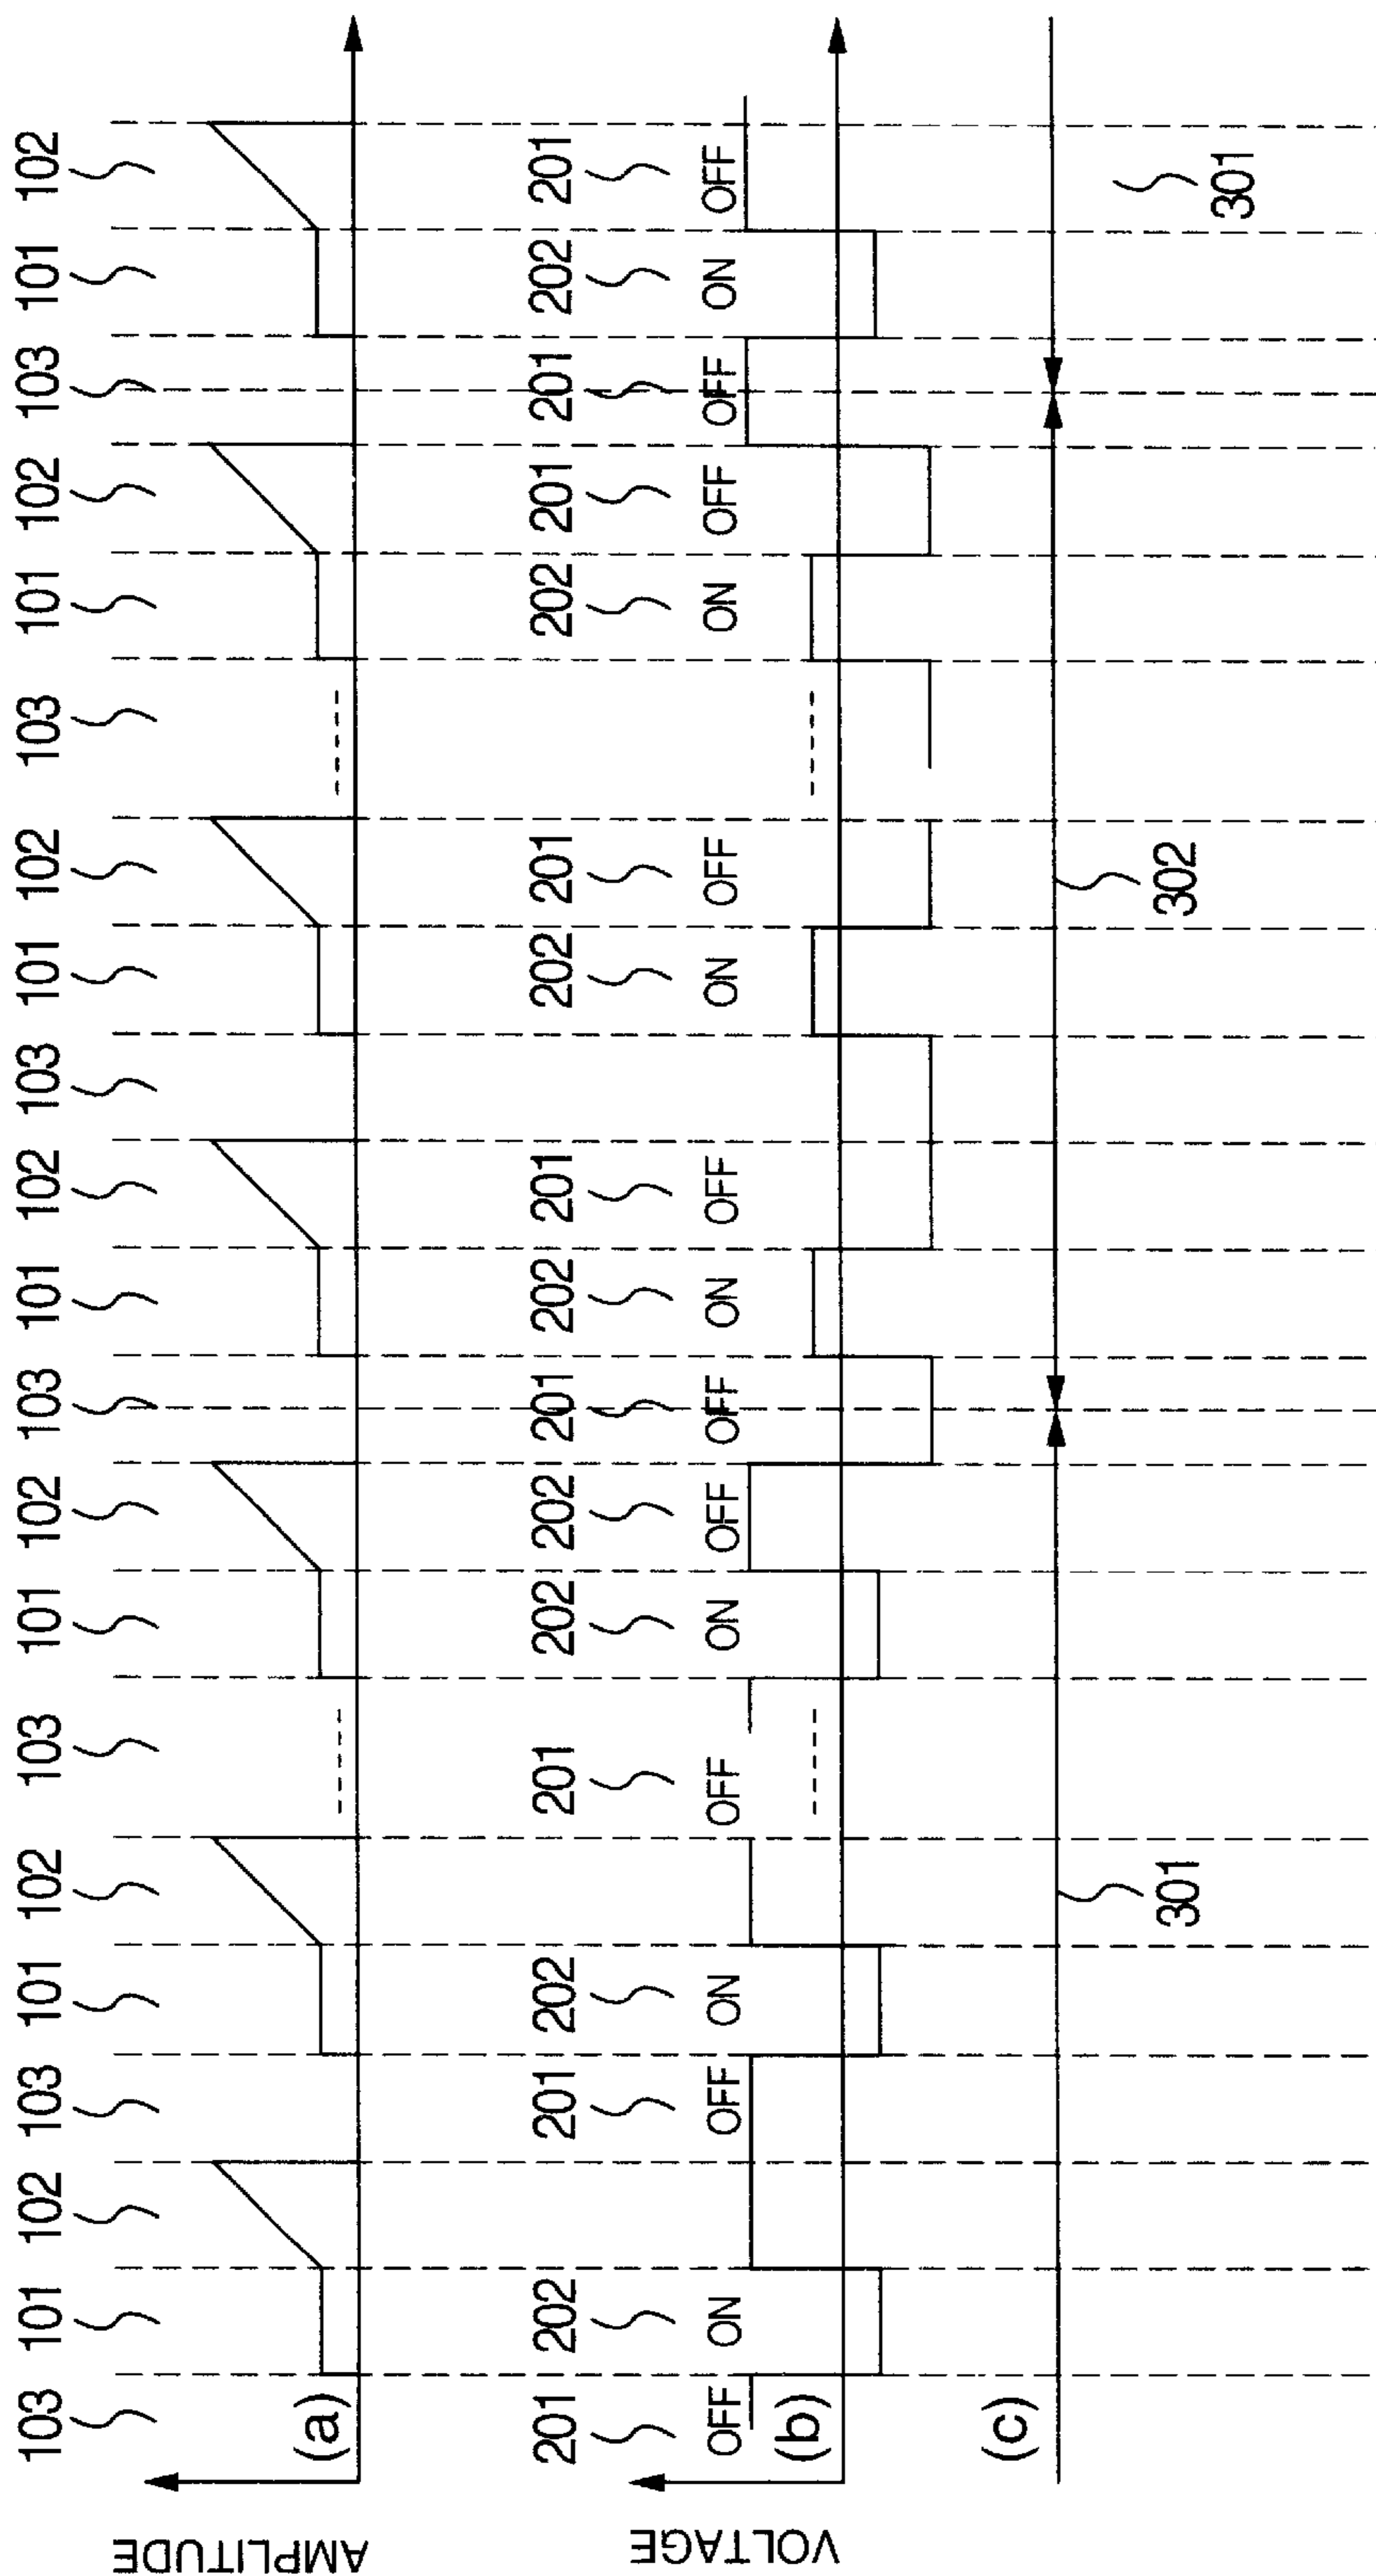 103 101 102 103 101 102 103 101 102 103 101 102 103 101 102 103 101 102 103 101 102
AMPLITUDE
(a)
201 202 201 202 201 202 202 201 202 201 202 201 202 201 201 202 201
OFF ON OFF ON OFF ON OFF OFF ON OFF ON OFF ON OFF OFF ON OFF
VOLTAGE
(b)
(c)
301 302 301